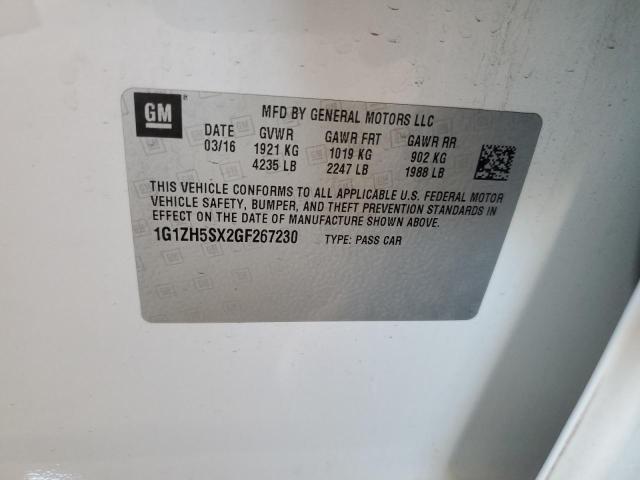 GM
MFD BY GENERAL MOTORS LLC
DATE GVWR GAWR FRT GAWR RR
03/16 1921 KG 1019 KG 902 KG
4235 LB 2247 LB 1988 LB
THIS VEHICLE CONFORMS TO ALL APPLICABLE U.S. FEDERAL MOTOR
VEHICLE SAFETY, BUMPER, AND THEFT PREVENTION STANDARDS IN
EFFECT ON THE DATE OF MANUFACTURE SHOWN ABOVE.
1G1ZH5SX2GF267230 TYPE: PASS CAR